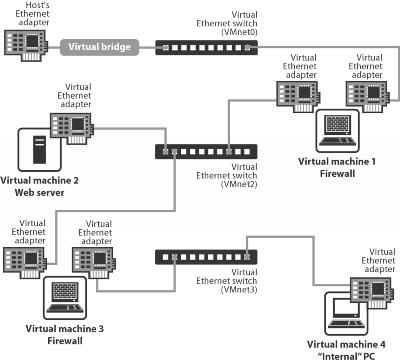 Host's
Ethernet
adapter
Virtual bridge
Virtual
Ethernet switch
(VMnet0)
Virtual
Ethernet
adapter
Virtual
Ethernet
adapter
Virtual machine 1
Firewall
Virtual
Ethernet
adapter
Virtual machine 2
Web server
Virtual
Ethernet switch
(VMnet2)
Virtual
Ethernet
adapter
Virtual
Ethernet
adapter
Virtual machine 3
Firewall
Virtual
Ethernet switch
(VMnet3)
Virtual
Ethernet
adapter
Virtual machine 4
“Internal” PC